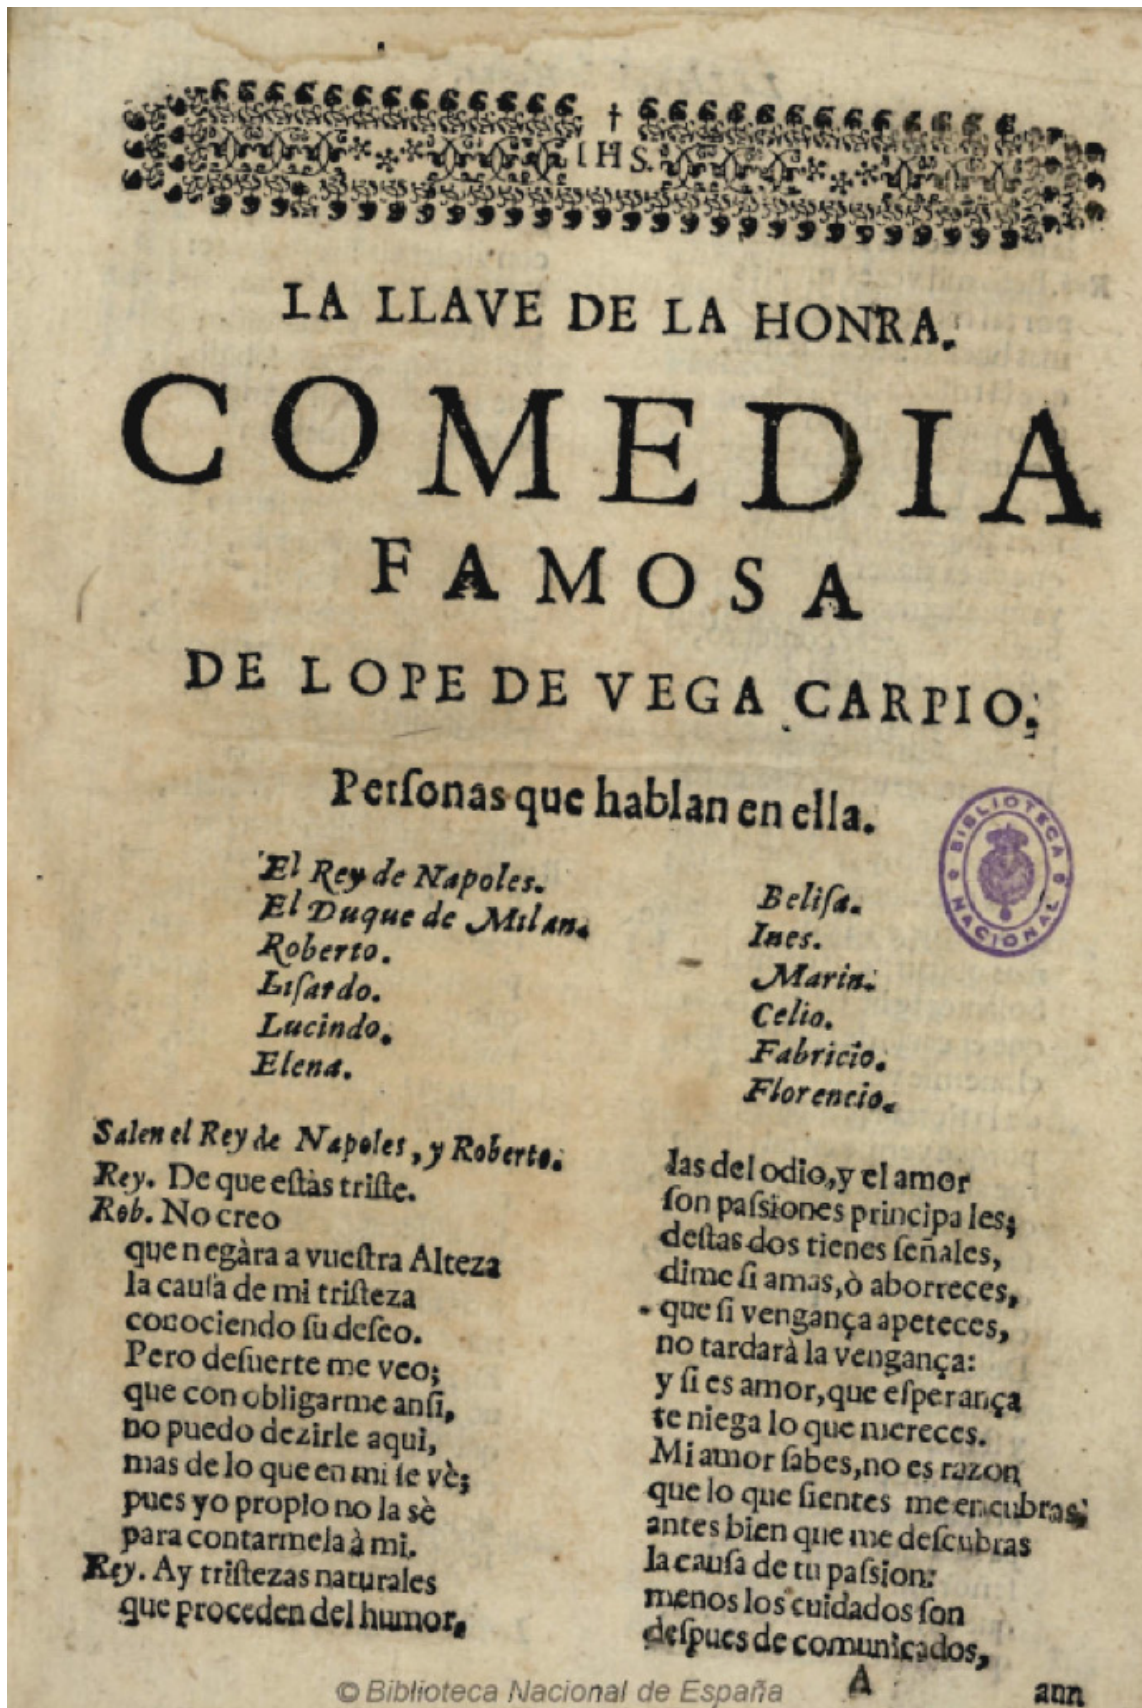 †
IHS.
LA LLAVE DE LA HONRA.
COMEDIA
FAMOSA
DE LOPE DE VEGA CARPIO.
Perſonas que hablan en ella.
El Rey de Napoles.
El Duque de Milan.
Roberto.
Liſardo.
Lucindo.
Elena.
Beliſa.
Ines.
Marin.
Celio.
Fabricio.
Florencio.
BIBLIOTECA NACIONAL
Salen el Rey de Napoles, y Roberto.
Rey. De que eſtàs triſte.
Rob. No creo
que negàra a vueſtra Alteza
la cauſa de mi triſteza
conociendo ſu deſeo.
Pero deſuerte me veo;
que con obligarme anſi,
no puedo dezirle aqui,
mas de lo que en mi ſe vè;
pues yo propio no la sè
para contarmela à mi.
Rey. Ay triſtezas naturales
que proceden del humor,
las del odio, y el amor
ſon paſsiones principales;
deſtas dos tienes ſeñales,
dime ſi amas, ò aborreces,
que ſi vengança apeteces,
no tardarà la vengança:
y ſi es amor, que eſperança
te niega lo que mereces.
Mi amor ſabes, no es razon
que lo que ſientes me encubras,
antes bien que me deſcubras
la cauſa de tu paſsion:
menos los cuidados ſon
deſpues de comunicados,
A
aun
© Biblioteca Nacional de España